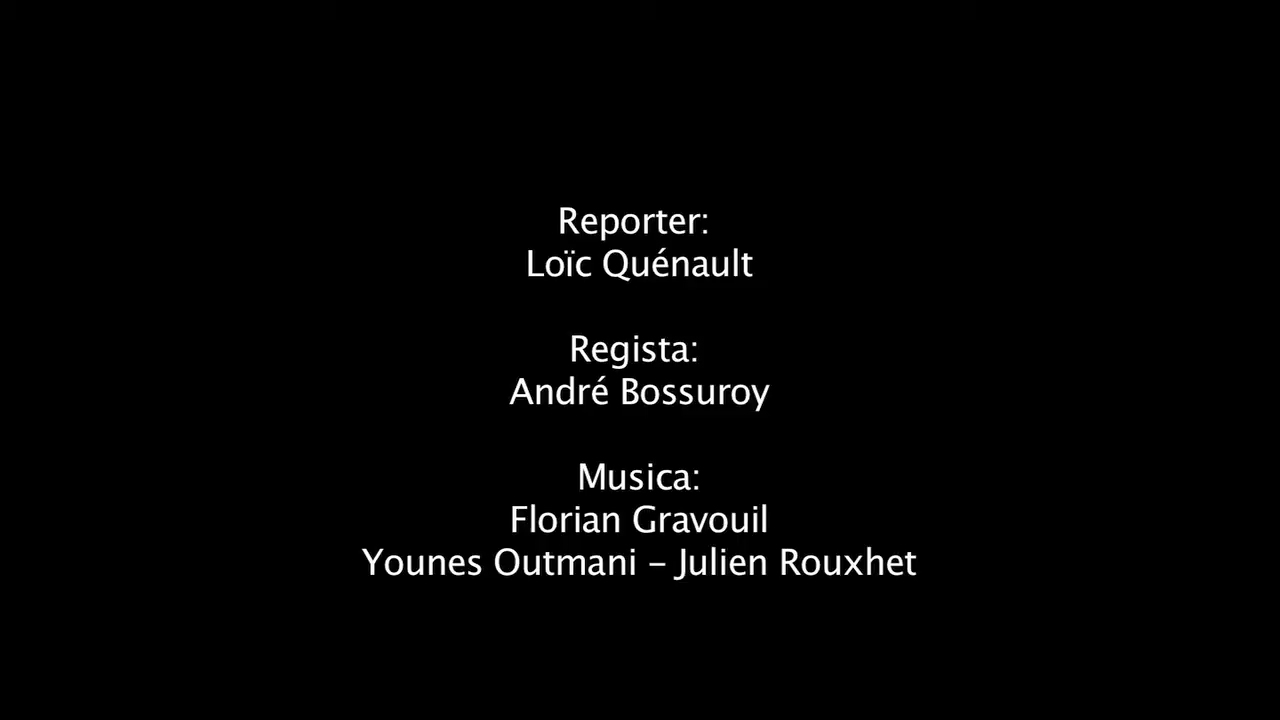 Reporter:
Loïc Quénault
Regista:
André Bossuroy
Musica:
Florian Gravouil
Younes Outmani – Julien Rouxhet